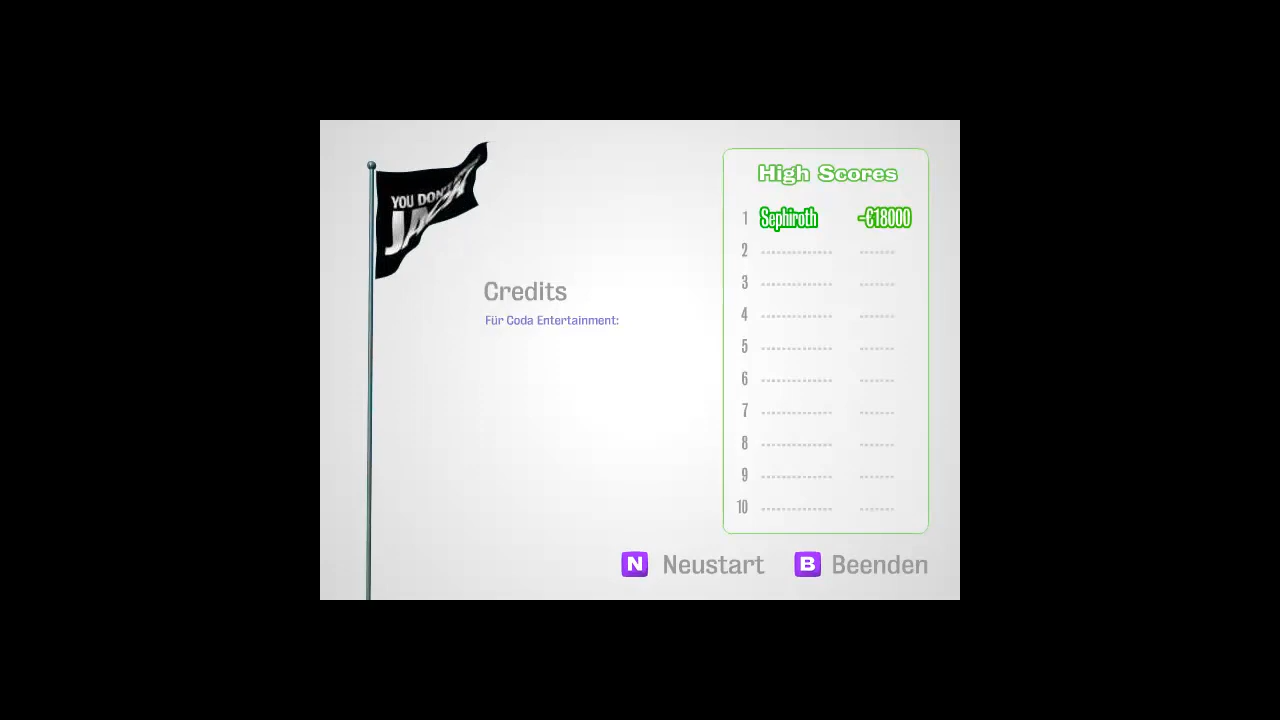 YOU DON'T
JACK
Credits
Für Coda Entertainment:
High Scores
1 Sephiroth -€18000
2 ------------- -------
3 ------------- -------
4 ------------- -------
5 ------------- -------
6 ------------- -------
7 ------------- -------
8 ------------- -------
9 ------------- -------
10 ------------- -------
N Neustart B Beenden